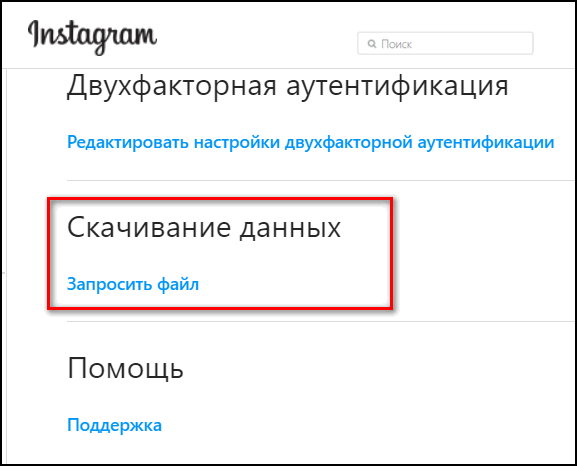 Instagram
Поиск
Двухфакторная аутентификация
Редактировать настройки двухфакторной аутентификации
Скачивание данных
Запросить файл
Помощь
Поддержка